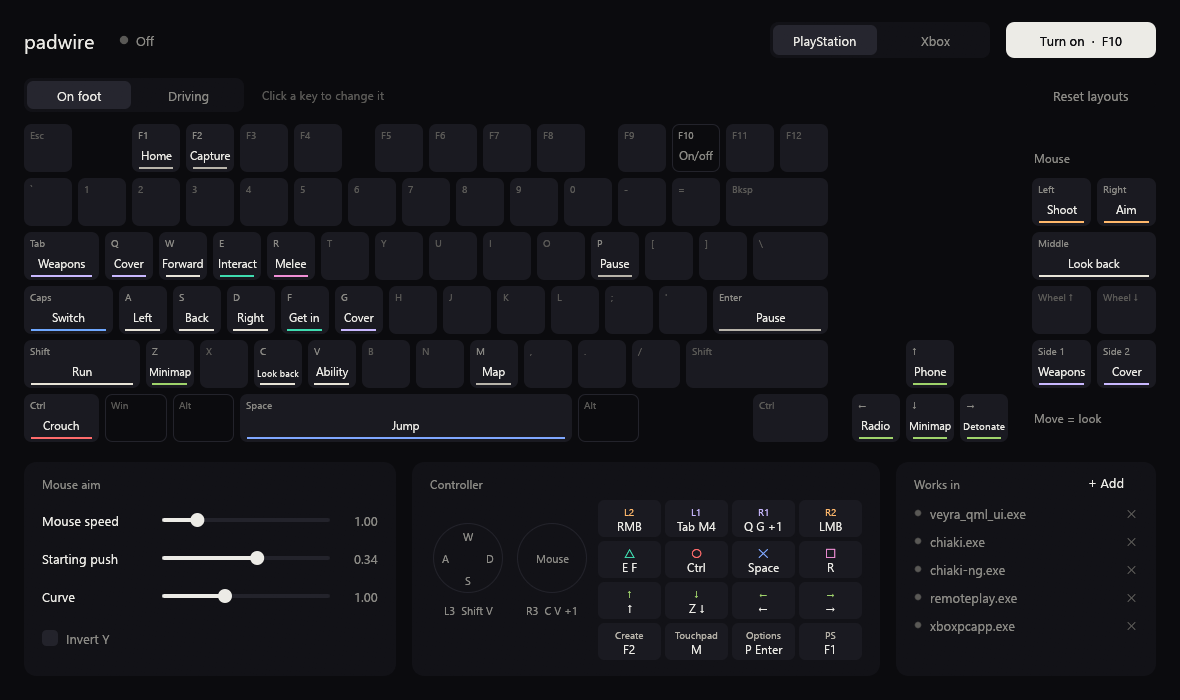 padwire
Off
PlayStation
Xbox
Turn on · F10
On foot
Driving
Click a key to change it
Reset layouts
Esc
F1
Home
F2
Capture
F3
F4
F5
F6
F7
F8
F9
F10
On/off
F11
F12
Mouse
`
1
2
3
4
5
6
7
8
9
0
-
=
Bksp
Left
Shoot
Right
Aim
Tab
Weapons
Q
Cover
W
Forward
E
Interact
R
Melee
T
Y
U
I
O
P
Pause
[
]
\
Middle
Look back
Caps
Switch
A
Left
S
Back
D
Right
F
Get in
G
Cover
H
J
K
L
;
'
Enter
Pause
Wheel ↑
Wheel ↓
Shift
Run
Z
Minimap
X
C
Look back
V
Ability
B
N
M
Map
,
.
/
Shift
↑
Phone
Side 1
Weapons
Side 2
Cover
Ctrl
Crouch
Win
Alt
Space
Jump
Alt
Ctrl
←
Radio
↓
Minimap
→
Detonate
Move = look
Mouse aim
Mouse speed 1.00
Starting push 0.34
Curve 1.00
Invert Y
Controller
W
A D
S
L3 Shift V
Mouse
R3 C V +1
L2
RMB
L1
Tab M4
R1
Q G +1
R2
LMB
△
E F
○
Ctrl
✕
Space
□
R
↑
↑
↓
Z ↓
←
←
→
→
Create
F2
Touchpad
M
Options
P Enter
PS
F1
Works in
+ Add
veyra_qml_ui.exe ×
chiaki.exe ×
chiaki-ng.exe ×
remoteplay.exe ×
xboxpcapp.exe ×